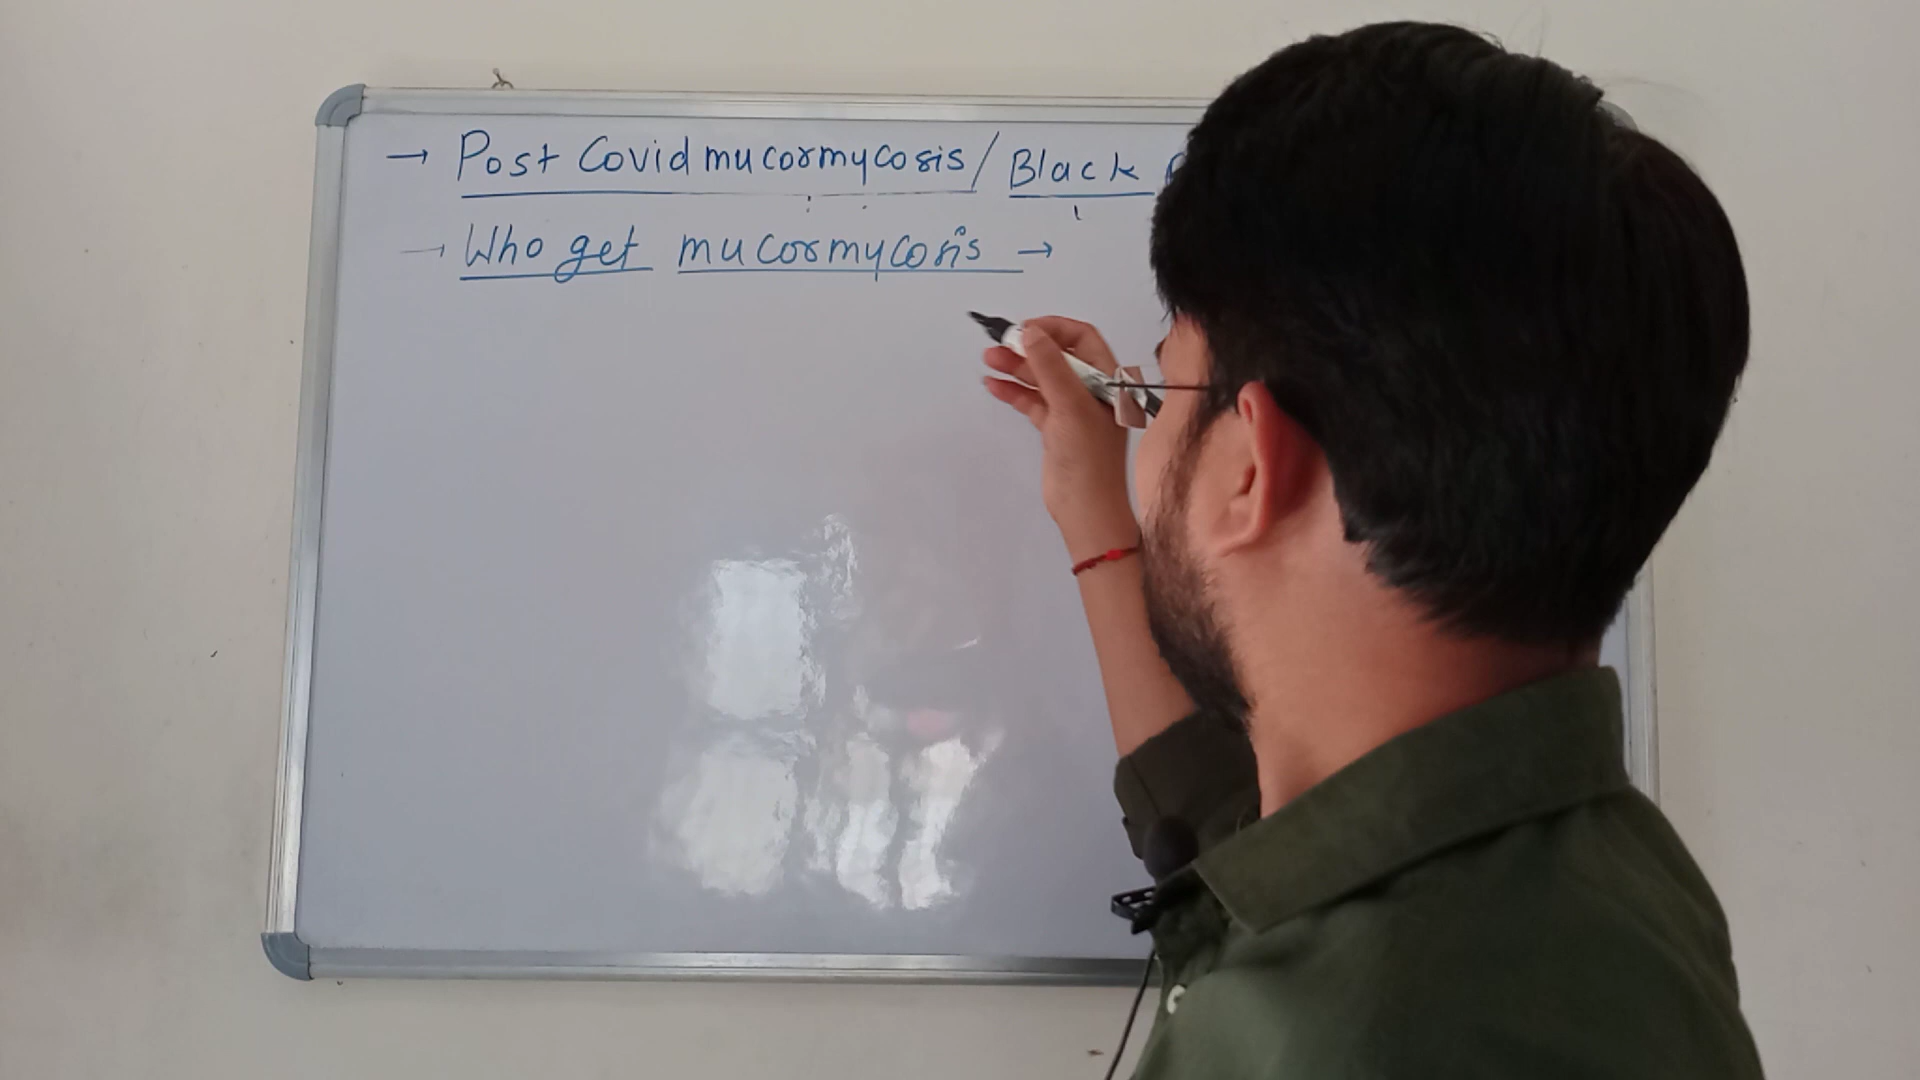 → Post Covid mucormycosis/ Black
→ Who get mucormycosis →